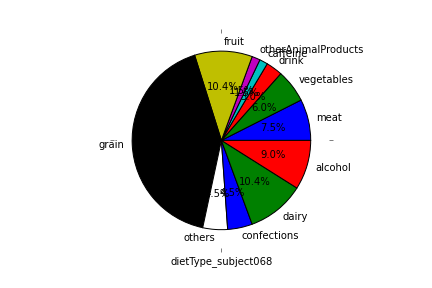 fruit
otherAnimalProducts
caffeine
drink
vegetables
10.4%
6.0%
meat
7.5%
grain
9.0%
alcohol
10.4%
dairy
others
confections
dietType_subject068